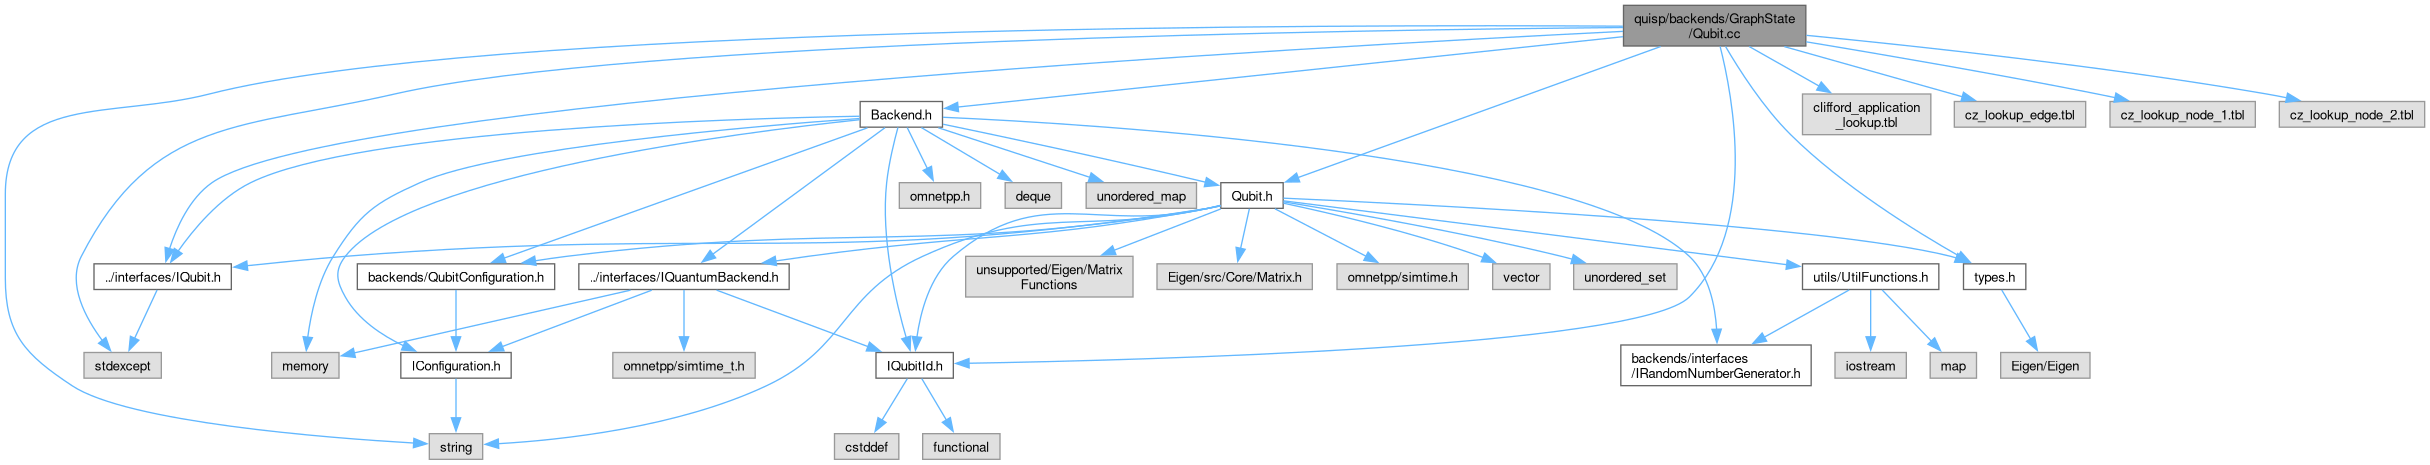 quisp/backends/GraphState
/Qubit.cc
Backend.h
clifford_application
_lookup.tbl
cz_lookup_edge.tbl
cz_lookup_node_1.tbl
cz_lookup_node_2.tbl
omnetpp.h
deque
unordered_map
Qubit.h
../interfaces/IQubit.h
backends/QubitConfiguration.h
../interfaces/IQuantumBackend.h
unsupported/Eigen/Matrix
Functions
Eigen/src/Core/Matrix.h
omnetpp/simtime.h
vector
unordered_set
utils/UtilFunctions.h
types.h
stdexcept
memory
IConfiguration.h
omnetpp/simtime_t.h
IQubitId.h
backends/interfaces
/IRandomNumberGenerator.h
iostream
map
Eigen/Eigen
string
cstddef
functional